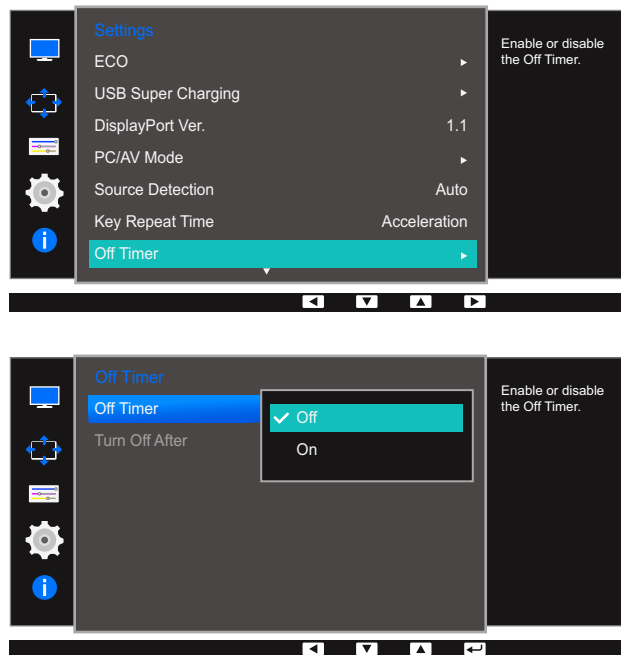 Settings
ECO
USB Super Charging
DisplayPort Ver. 1.1
PC/AV Mode
Source Detection Auto
Key Repeat Time Acceleration
Off Timer
Enable or disable
the Off Timer.
Off Timer
Off Timer
Off
Turn Off After
On
Enable or disable
the Off Timer.